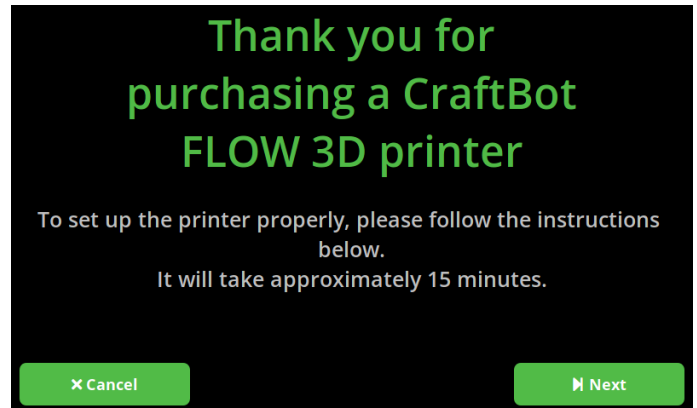 Thank you for
purchasing a CraftBot
FLOW 3D printer
To set up the printer properly, please follow the instructions
below.
It will take approximately 15 minutes.
Cancel
Next